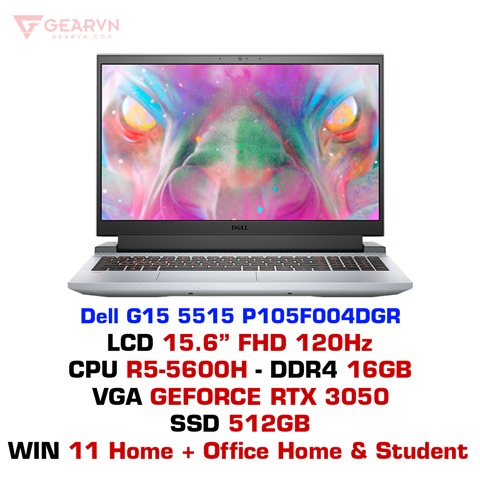 GEARVN
GEARVN.COM
DELL
Dell G15 5515 P105F004DGR
LCD 15.6” FHD 120Hz
CPU R5-5600H - DDR4 16GB
VGA GEFORCE RTX 3050
SSD 512GB
WIN 11 Home + Office Home & Student